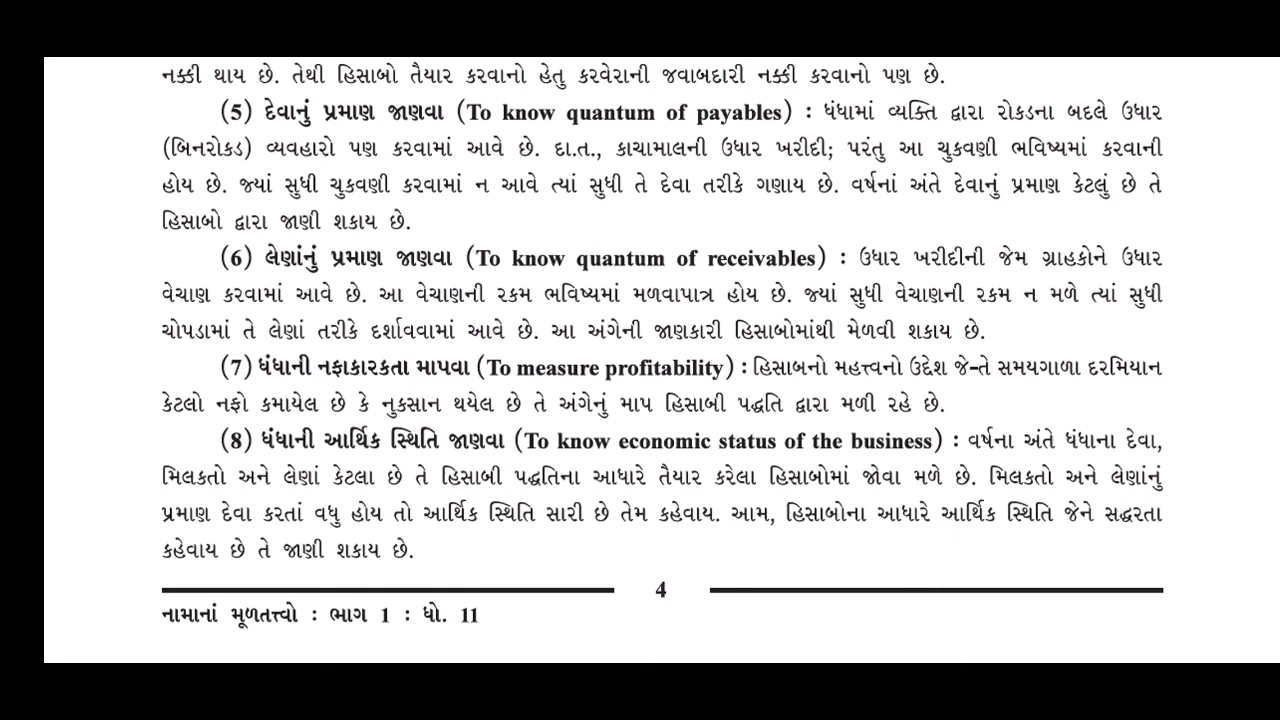 નક્કી થાય છે. તેથી હિસાબો તૈયાર કરવાનો હેતુ કરવેરાની જવાબદારી નક્કી કરવાનો પણ છે.
(5) દેવાનું પ્રમાણ જાણવા (To know quantum of payables) : ધંધામાં વ્યક્તિ દ્વારા રોકડના બદલે ઉધાર
(બિનરોકડ) વ્યવહારો પણ કરવામાં આવે છે. દા.ત., કાચામાલની ઉધાર ખરીદી; પરંતુ આ ચુકવણી ભવિષ્યમાં કરવાની
હોય છે. જ્યાં સુધી ચુકવણી કરવામાં ન આવે ત્યાં સુધી તે દેવા તરીકે ગણાય છે. વર્ષનાં અંતે દેવાનું પ્રમાણ કેટલું છે તે
હિસાબો દ્વારા જાણી શકાય છે.
(6) લેણાંનું પ્રમાણ જાણવા (To know quantum of receivables) : ઉધાર ખરીદીની જેમ ગ્રાહકોને ઉધાર
વેચાણ કરવામાં આવે છે. આ વેચાણની રકમ ભવિષ્યમાં મળવાપાત્ર હોય છે. જ્યાં સુધી વેચાણની રકમ ન મળે ત્યાં સુધી
ચોપડામાં તે લેણાં તરીકે દર્શાવવામાં આવે છે. આ અંગેની જાણકારી હિસાબોમાંથી મેળવી શકાય છે.
(7) ધંધાની નફાકારકતા માપવા (To measure profitability) : હિસાબનો મહત્ત્વનો ઉદ્દેશ જે-તે સમયગાળા દરમિયાન
કેટલો નફો કમાયેલ છે કે નુકસાન થયેલ છે તે અંગેનું માપ હિસાબી પદ્ધતિ દ્વારા મળી રહે છે.
(8) ધંધાની આર્થિક સ્થિતિ જાણવા (To know economic status of the business) : વર્ષના અંતે ધંધાના દેવા,
મિલકતો અને લેણાં કેટલા છે તે હિસાબી પદ્ધતિના આધારે તૈયાર કરેલા હિસાબોમાં જોવા મળે છે. મિલકતો અને લેણાંનું
પ્રમાણ દેવા કરતાં વધુ હોય તો આર્થિક સ્થિતિ સારી છે તેમ કહેવાય. આમ, હિસાબોના આધારે આર્થિક સ્થિતિ જેને સદ્ધરતા
કહેવાય છે તે જાણી શકાય છે.
4
નામાનાં મૂળતત્ત્વો : ભાગ 1 : ધો. 11